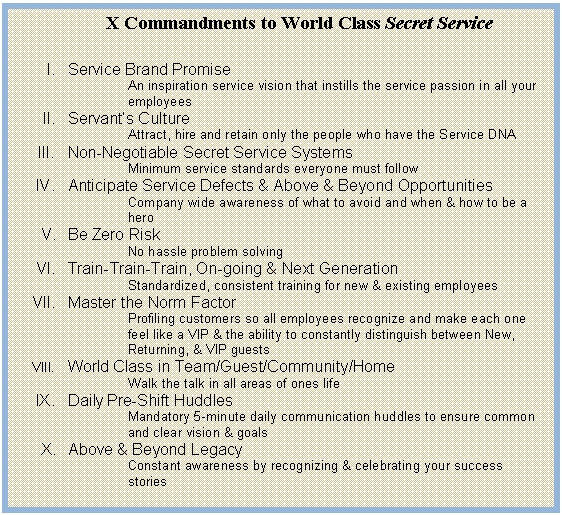 X Commandments to World Class Secret Service
I. Service Brand Promise
An inspiration service vision that instills the service passion in all your
employees
II. Servant's Culture
Attract, hire and retain only the people who have the Service DNA
III. Non-Negotiable Secret Service Systems
Minimum service standards everyone must follow
IV. Anticipate Service Defects & Above & Beyond Opportunities
Company wide awareness of what to avoid and when & how to be a
hero
V. Be Zero Risk
No hassle problem solving
VI. Train-Train-Train, On-going & Next Generation
Standardized, consistent training for new & existing employees
VII. Master the Norm Factor
Profiling customers so all employees recognize and make each one
feel like a VIP & the ability to constantly distinguish between New,
Returning, & VIP guests
VIII. World Class in Team/Guest/Community/Home
Walk the talk in all areas of ones life
IX. Daily Pre-Shift Huddles
Mandatory 5-minute daily communication huddles to ensure common
and clear vision & goals
X. Above & Beyond Legacy
Constant awareness by recognizing & celebrating your success
stories